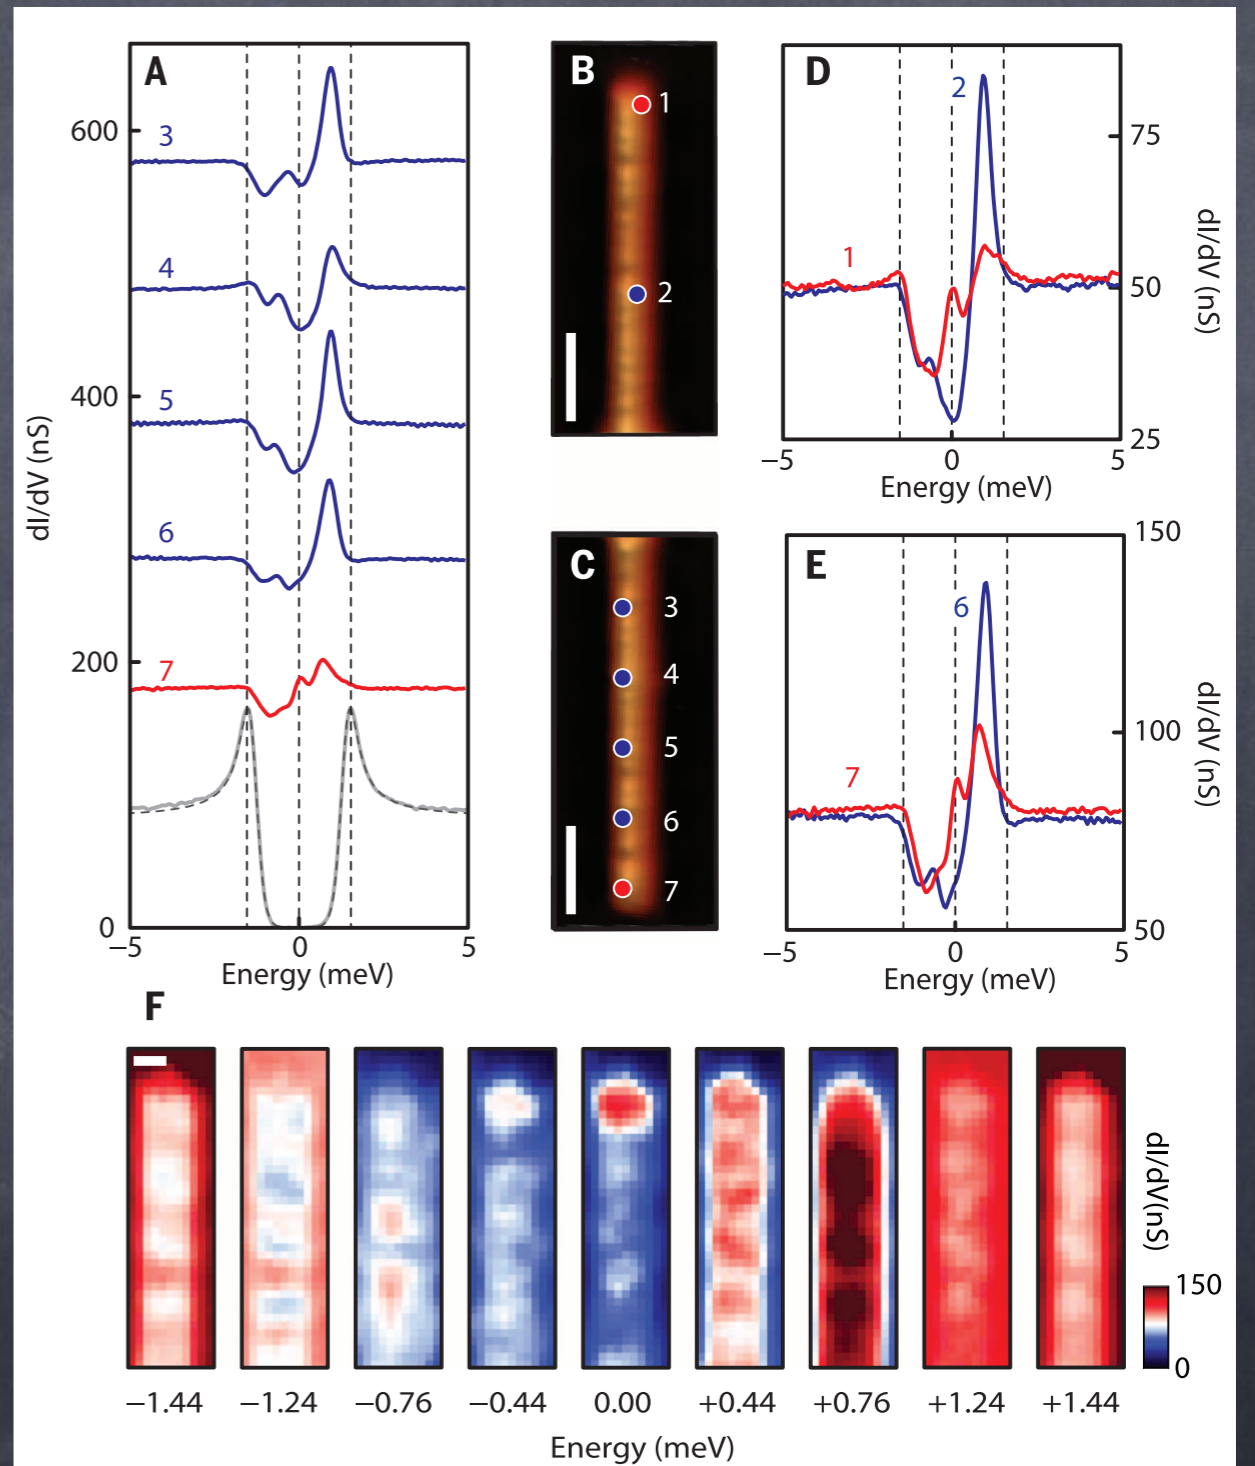 A
600
400
200
0
3
4
5
6
7
−5
0
5
Energy (meV)
dI/dV (nS)
B
1
2
C
3
4
5
6
7
D
2
1
75
50
25
−5
0
5
Energy (meV)
dI/dV (nS)
E
6
7
150
100
50
−5
0
5
Energy (meV)
dI/dV (nS)
F
−1.44 −1.24 −0.76 −0.44 0.00 +0.44 +0.76 +1.24 +1.44
Energy (meV)
dI/dV(nS)
150
0